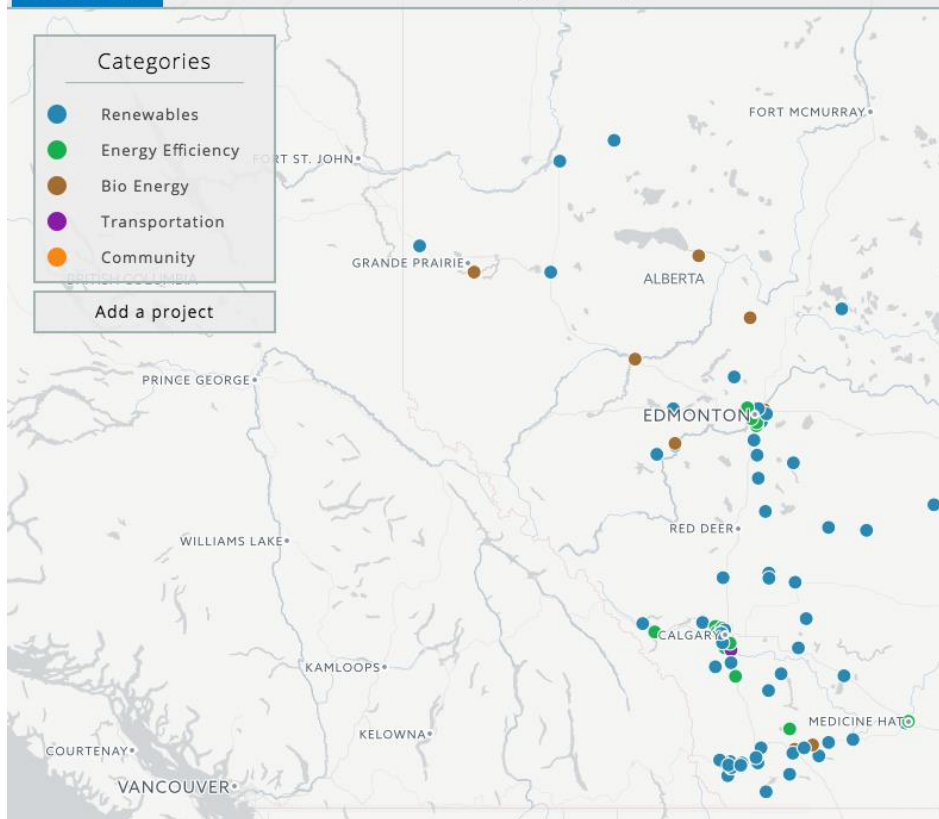 Categories
Renewables
Energy Efficiency
Bio Energy
Transportation
Community
Add a project
FORT MCMURRAY
RT ST. JOHN
GRANDE PRAIRIE
ALBERTA
BRITISH COLUMBIA
PRINCE GEORGE
EDMONTON
RED DEER
WILLIAMS LAKE
CALGARY
KAMLOOPS
MEDICINE HAT
KELOWNA
COURTENAY
VANCOUVER